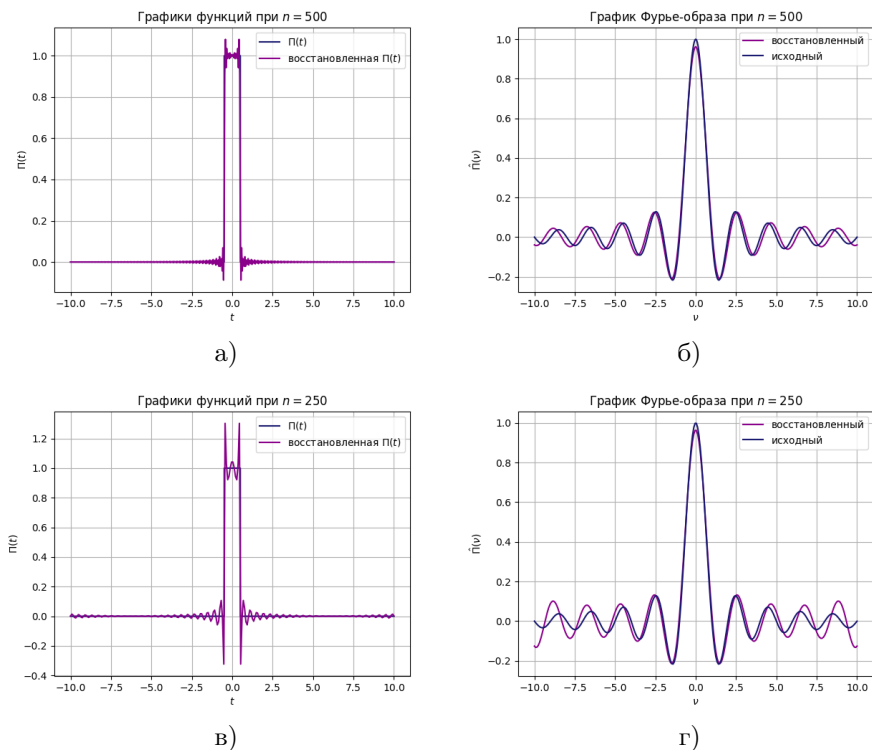 Графики функций при n = 500
Π(t)
восстановленная Π(t)
1.0
0.8
0.6
0.4
0.2
0.0
Π(t)
−10.0 −7.5 −5.0 −2.5 0.0 2.5 5.0 7.5 10.0
t
а)
График Фурье-образа при n = 500
восстановленный
исходный
1.0
0.8
0.6
0.4
0.2
0.0
−0.2
Π̂(ν)
−10.0 −7.5 −5.0 −2.5 0.0 2.5 5.0 7.5 10.0
ν
б)
Графики функций при n = 250
Π(t)
восстановленная Π(t)
1.2
1.0
0.8
0.6
0.4
0.2
0.0
−0.2
−0.4
Π(t)
−10.0 −7.5 −5.0 −2.5 0.0 2.5 5.0 7.5 10.0
t
в)
График Фурье-образа при n = 250
восстановленный
исходный
1.0
0.8
0.6
0.4
0.2
0.0
−0.2
Π̂(ν)
−10.0 −7.5 −5.0 −2.5 0.0 2.5 5.0 7.5 10.0
ν
г)